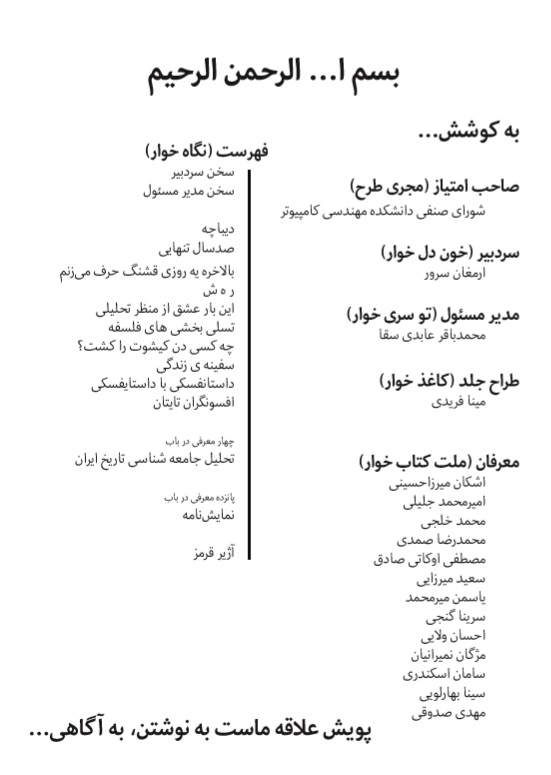 بسم ا... الرحمن الرحیم
به کوشش...
صاحب امتیاز (مجری طرح)
شورای صنفی دانشکده مهندسی کامپیوتر
سردبیر (خون دل خوار)
ارمغان سرور
مدیر مسئول (تو سری خوار)
محمدباقر عابدی سقا
طراح جلد (کاغذ خوار)
مینا فریدی
معرفان (ملت کتاب خوار)
اشکان میرزاحسینی
امیرمحمد جلیلی
محمد خلجی
محمدرضا صمدی
مصطفی اوکاتی صادق
سعید میرزایی
یاسمن میرمحمد
سرینا گنجی
احسان ولایی
مژگان نمیرانیان
سامان اسکندری
سینا بهارلویی
مهدی صدوقی
فهرست (نگاه خوار)
سخن سردبیر
سخن مدیر مسئول
دیباچه
صدسال تنهایی
بالاخره یه روزی قشنگ حرف می‌زنم
ر ه ش
این بار عشق از منظر تحلیلی
تسلی بخشی های فلسفه
چه کسی دن کیشوت را کشت؟
سفینه ی زندگی
داستانفسکی با داستایفسکی
افسونگران تایتان
چهار معرفی در باب
تحلیل جامعه شناسی تاریخ ایران
پانزده معرفی در باب
نمایش‌نامه
آژیر قرمز
پویش علاقه ماست به نوشتن، به آگاهی...